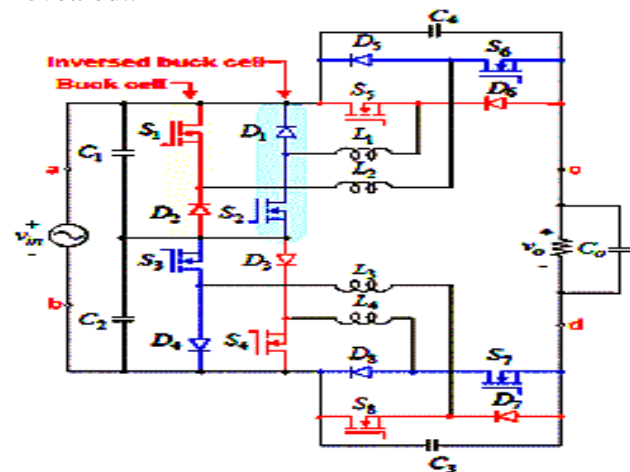 C4
D5
S6
Inversed buck cell
Buck cell
S5
D6
S1
D1
L1
C1
L2
a
c
D2
S2
+
vin
-
S3
D3
L3
+
vo
-
Co
b
L4
d
C2
D4
S4
D8
S7
S8
D7
C3